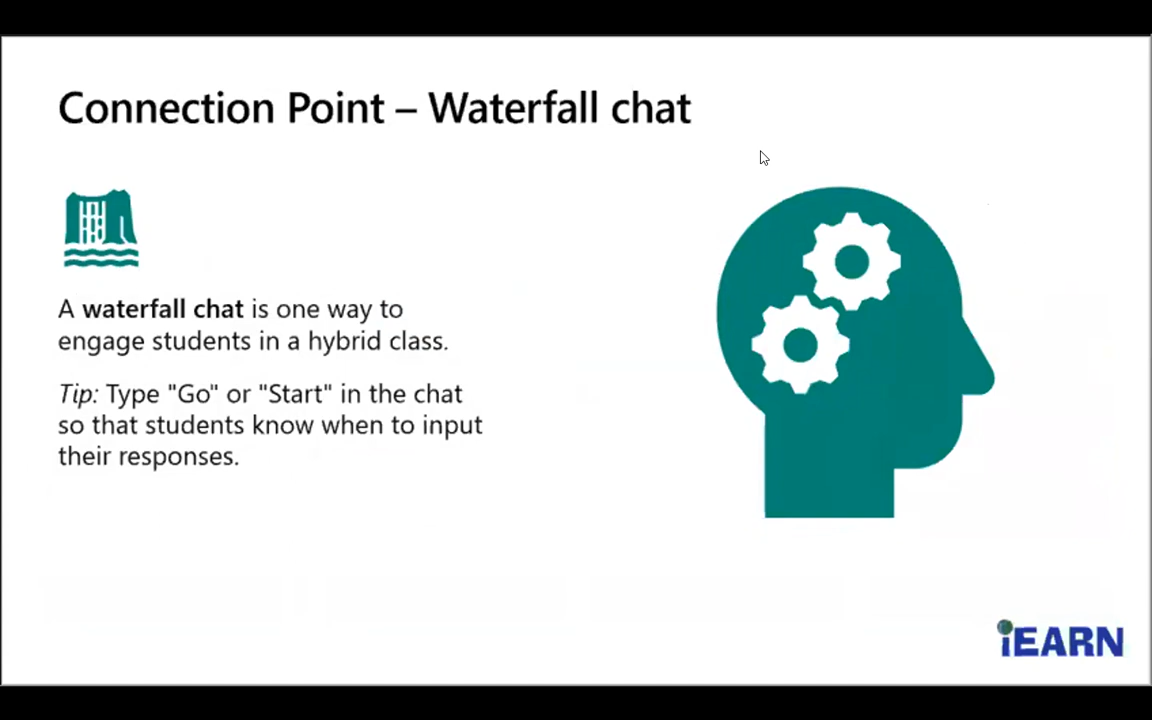 Connection Point – Waterfall chat
A waterfall chat is one way to
engage students in a hybrid class.
Tip: Type "Go" or "Start" in the chat
so that students know when to input
their responses.
iEARN